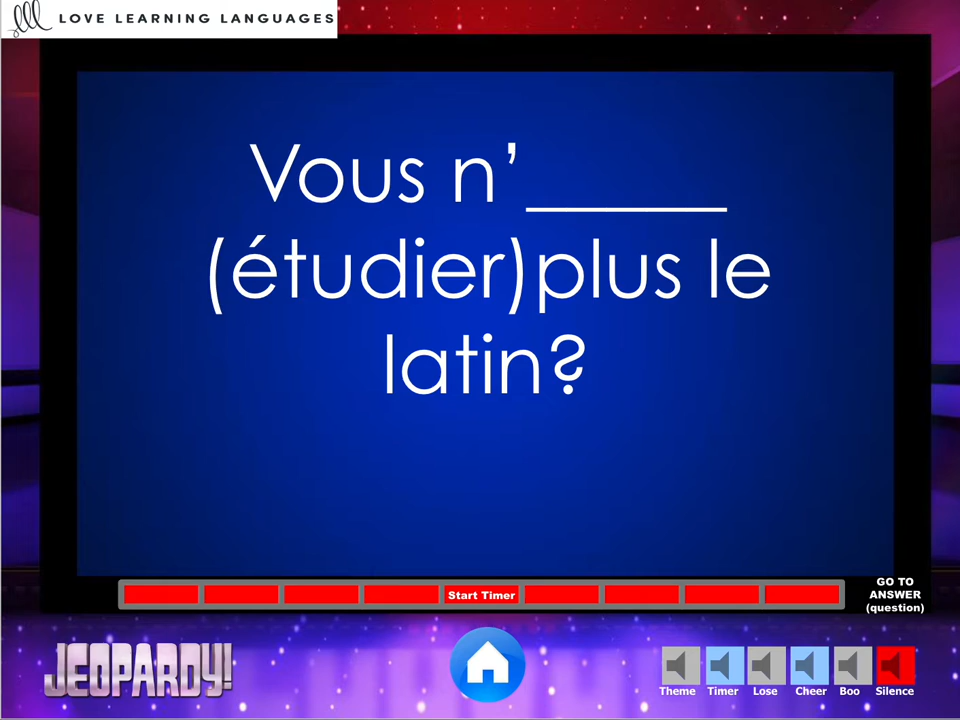 LOVE LEARNING LANGUAGES
Vous n’_____
(étudier)plus le
latin?
Start Timer
GO TO
ANSWER
(question)
JEOPARDY!
Theme Timer Lose Cheer Boo Silence